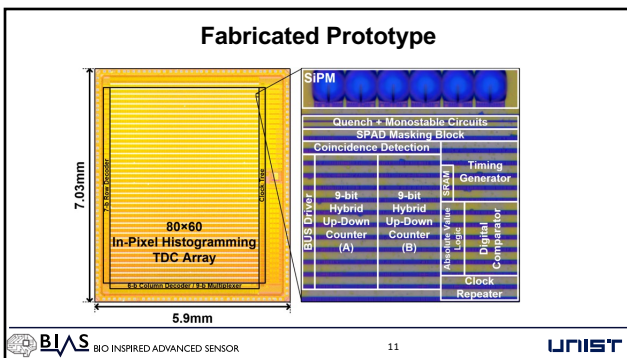 Fabricated Prototype
7.03mm
5.9mm
7-b Row Decoder
Clock Tree
80×60
In-Pixel Histogramming
TDC Array
6-b Column Decoder / 9-b Multiplexer
SiPM
Quench + Monostable Circuits
SPAD Masking Block
Coincidence Detection
BUS Driver
9-bit
Hybrid
Up-Down
Counter
(A)
9-bit
Hybrid
Up-Down
Counter
(B)
SRAM
Timing
Generator
Absolute Value
Logic
Digital
Comparator
Clock
Repeater
BIAS BIO INSPIRED ADVANCED SENSOR
11
UNIST